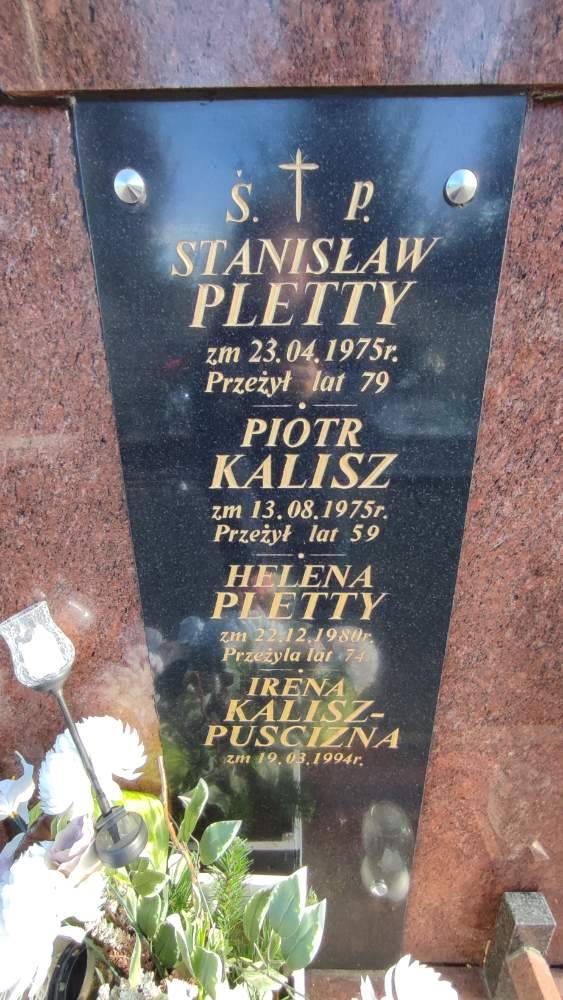 Ś. P.
STANISŁAW
PLETTY
zm 23.04.1975r.
Przeżył lat 79
PIOTR
KALISZ
zm 13.08.1975r.
Przeżył lat 59
HELENA
PLETTY
zm 22.12.1980r.
Przeżyla lat 74
IRENA
KALISZ-
PUSCIZNA
zm 19.03.1994r.